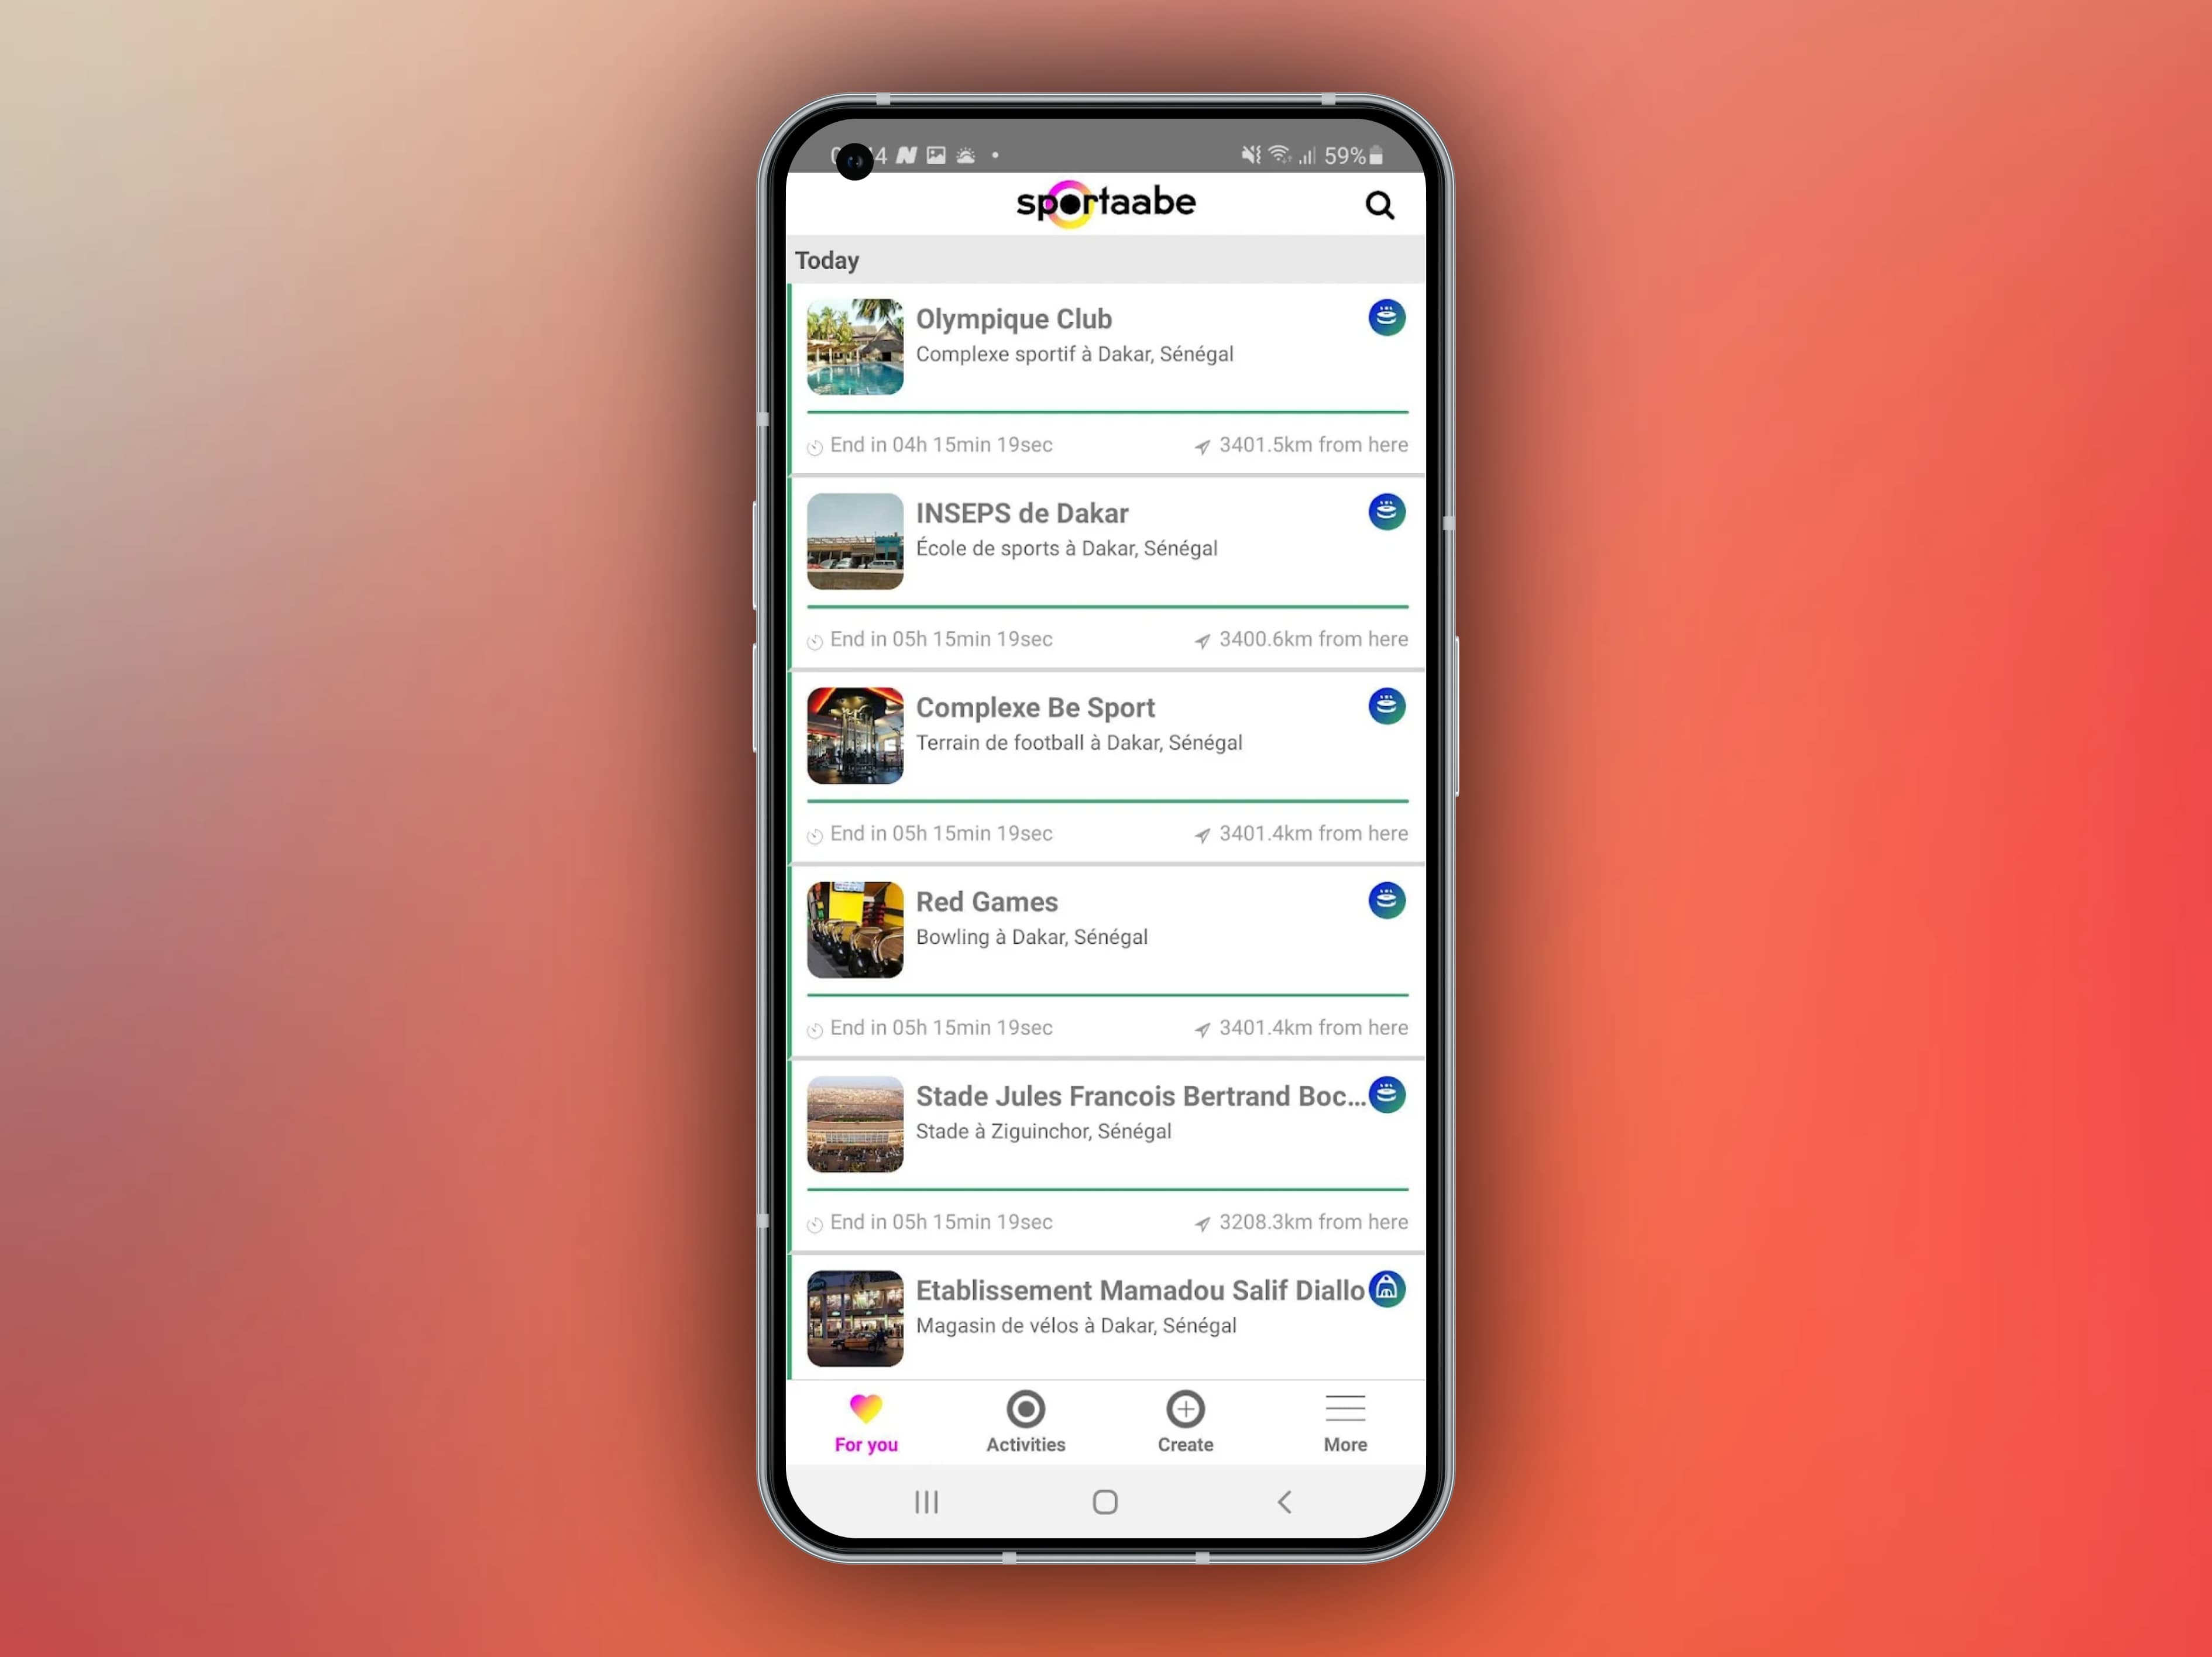 59%
sportaabe
Today
Olympique Club
Complexe sportif à Dakar, Sénégal
End in 04h 15min 19sec
3401.5km from here
INSEPS de Dakar
École de sports à Dakar, Sénégal
End in 05h 15min 19sec
3400.6km from here
Complexe Be Sport
Terrain de football à Dakar, Sénégal
End in 05h 15min 19sec
3401.4km from here
Red Games
Bowling à Dakar, Sénégal
End in 05h 15min 19sec
3401.4km from here
Stade Jules Francois Bertrand Boc...
Stade à Ziguinchor, Sénégal
End in 05h 15min 19sec
3208.3km from here
Etablissement Mamadou Salif Diallo
Magasin de vélos à Dakar, Sénégal
For you
Activities
Create
More